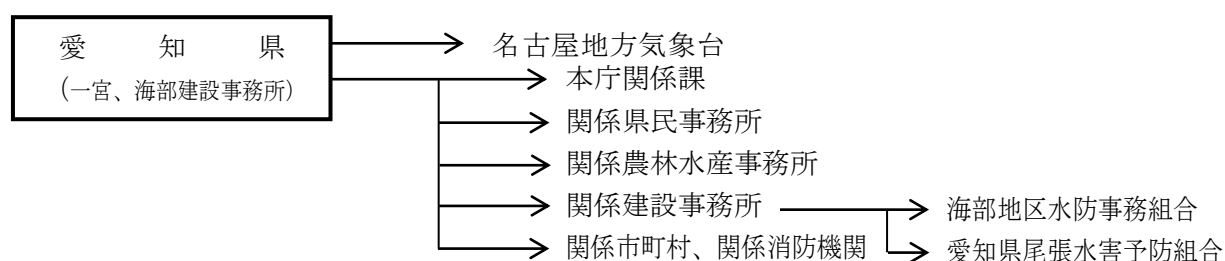 愛知県
(一宮、海部建設事務所)
名古屋地方気象台
本庁関係課
関係県民事務所
関係農林水産事務所
関係建設事務所
海部地区水防事務組合
関係市町村、関係消防機関
愛知県尾張水害予防組合